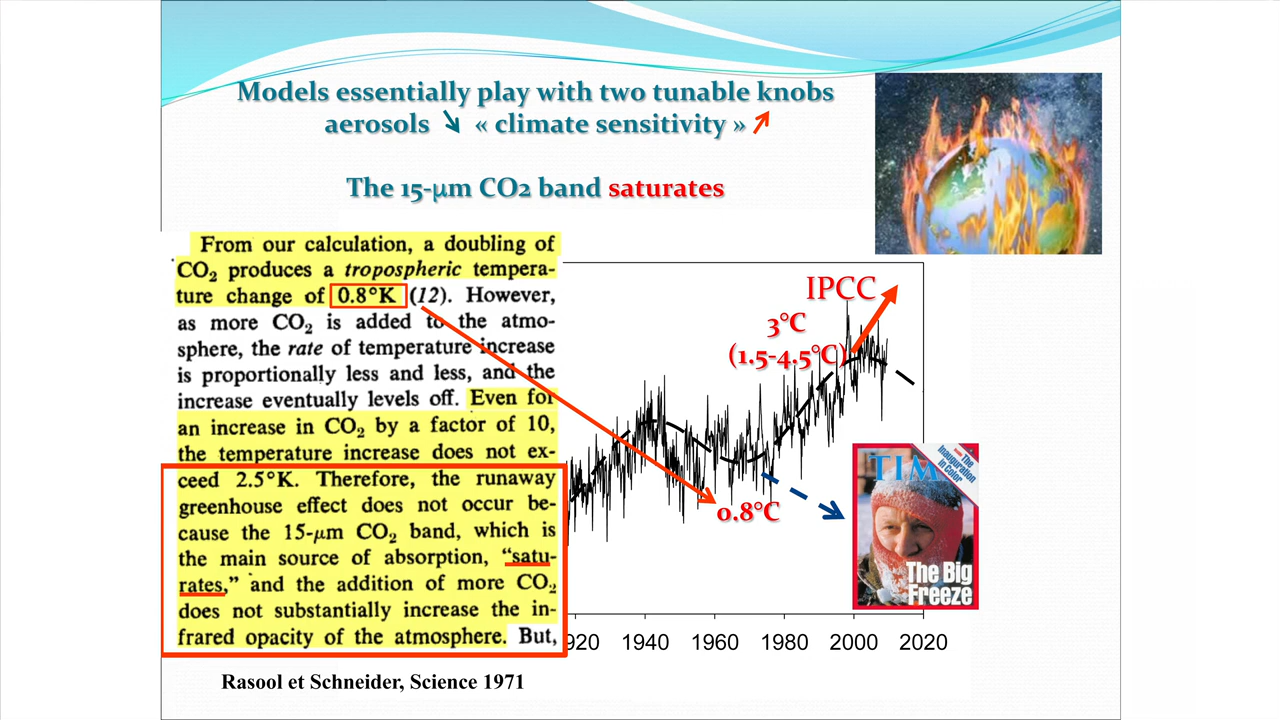 Models essentially play with two tunable knobs
aerosols ↘ « climate sensitivity » ↗
The 15-µm CO2 band saturates
From our calculation, a doubling of
CO₂ produces a tropospheric tempera-
ture change of 0.8°K (12). However,
as more CO₂ is added to the atmo-
sphere, the rate of temperature increase
is proportionally less and less, and the
increase eventually levels off. Even for
an increase in CO₂ by a factor of 10,
the temperature increase does not ex-
ceed 2.5°K. Therefore, the runaway
greenhouse effect does not occur be-
cause the 15-µm CO₂ band, which is
the main source of absorption, “satu-
rates,” and the addition of more CO₂
does not substantially increase the in-
frared opacity of the atmosphere. But,
Rasool et Schneider, Science 1971
IPCC
3°C
(1.5-4.5°C)
0.8°C
TIM
The
Inauguration
in Color
The Big
Freeze
920 1940 1960 1980 2000 2020